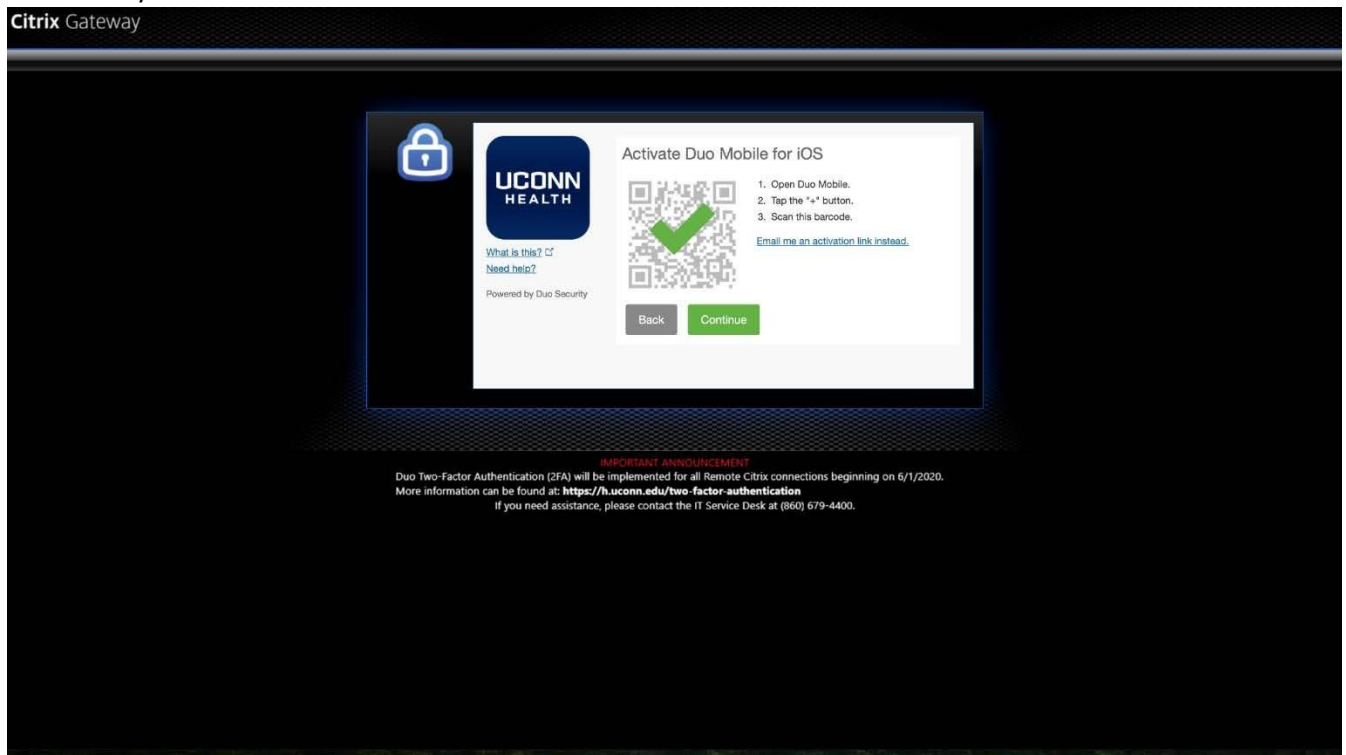 Citrix Gateway
UCONN
HEALTH
What is this?
Need help?
Powered by Duo Security
Activate Duo Mobile for iOS
1. Open Duo Mobile.
2. Tap the "+" button.
3. Scan this barcode.
Email me an activation link instead.
Back
Continue
IMPORTANT ANNOUNCEMENT
Duo Two-Factor Authentication (2FA) will be implemented for all Remote Citrix connections beginning on 6/1/2020.
More information can be found at: https://h.uconn.edu/two-factor-authentication
If you need assistance, please contact the IT Service Desk at (860) 679-4400.